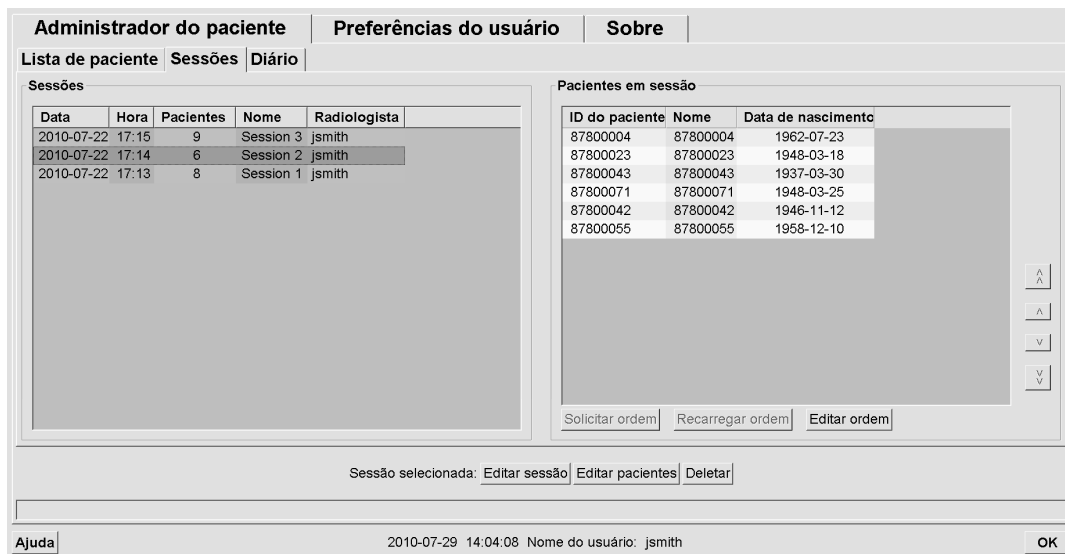 Administrador do paciente Preferências do usuário Sobre
Lista de paciente Sessões Diário
Sessões
Data Hora Pacientes Nome Radiologista
2010-07-22 17:15 9 Session 3 jsmith
2010-07-22 17:14 6 Session 2 jsmith
2010-07-22 17:13 8 Session 1 jsmith
Pacientes em sessão
ID do paciente Nome Data de nascimento
87800004 87800004 1962-07-23
87800023 87800023 1948-03-18
87800043 87800043 1937-03-30
87800071 87800071 1948-03-25
87800042 87800042 1946-11-12
87800055 87800055 1958-12-10
Solicitar ordem Recarregar ordem Editar ordem
Sessão selecionada: Editar sessão Editar pacientes Deletar
Ajuda 2010-07-29 14:04:08 Nome do usuário: jsmith OK